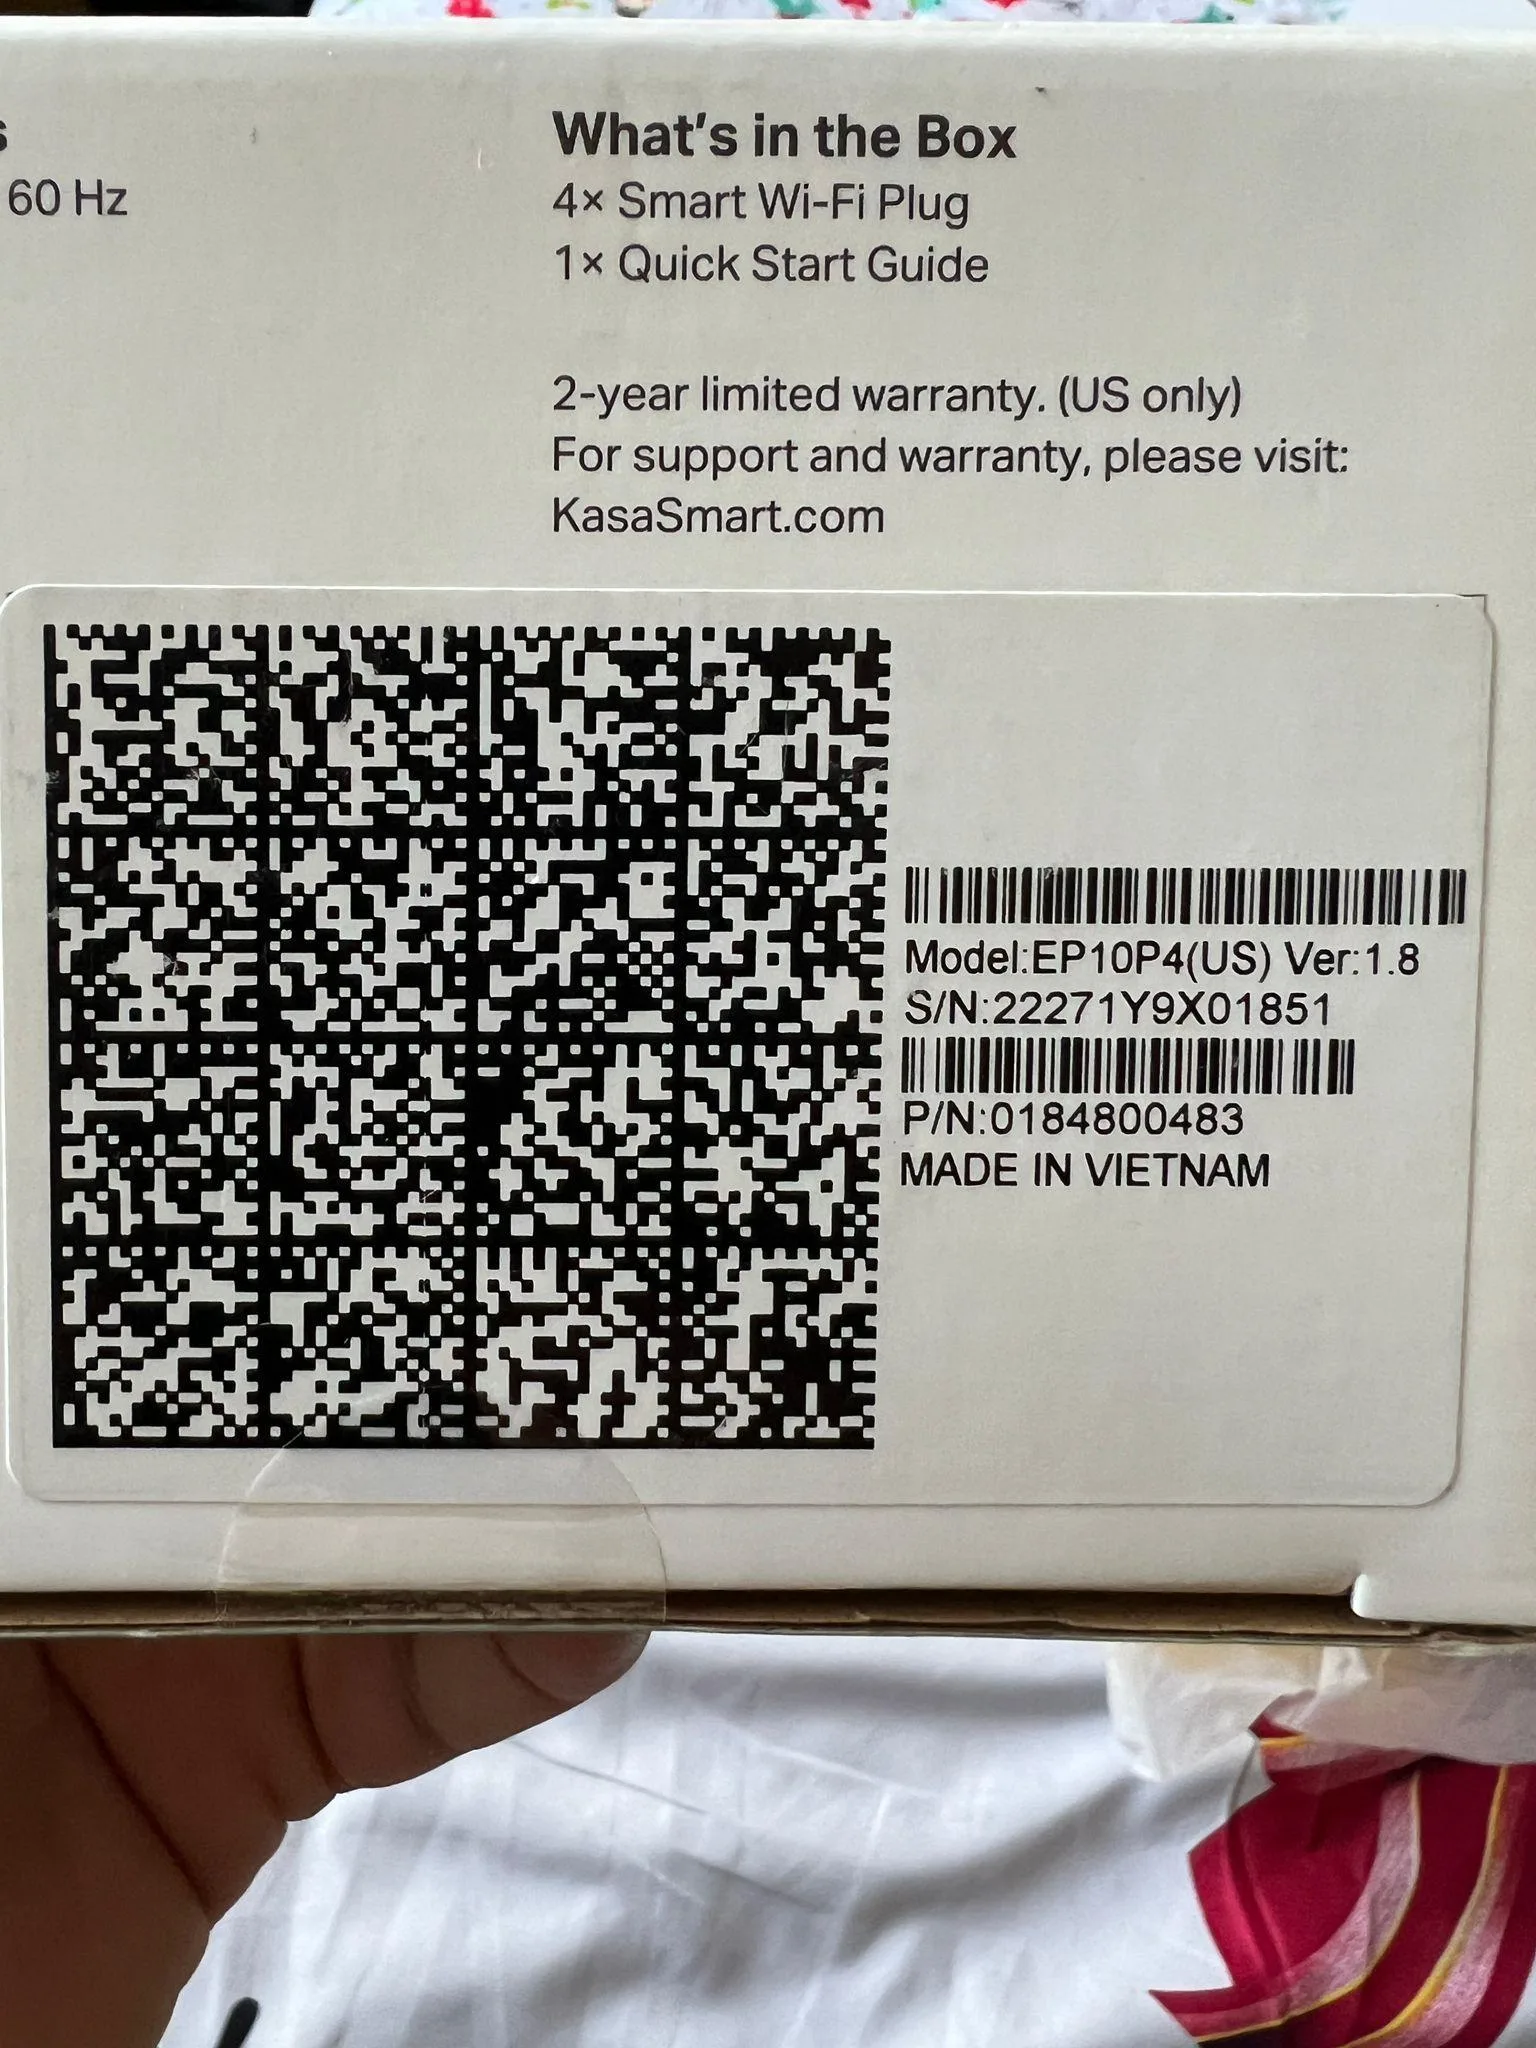 s
60 Hz
What's in the Box
4× Smart Wi-Fi Plug
1× Quick Start Guide
2-year limited warranty. (US only)
For support and warranty, please visit:
KasaSmart.com
Model:EP10P4(US) Ver:1.8
S/N:22271Y9X01851
P/N:0184800483
MADE IN VIETNAM